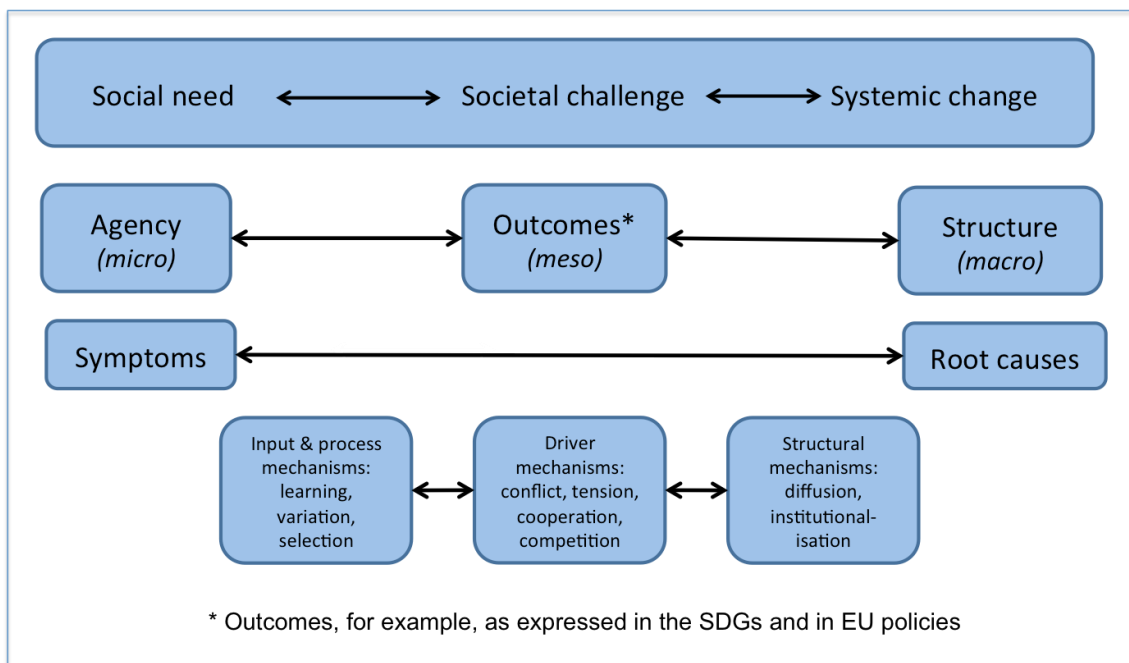 Social need
Societal challenge
Systemic change
Agency
(micro)
Outcomes*
(meso)
Structure
(macro)
Symptoms
Root causes
Input & process
mechanisms:
learning,
variation,
selection
Driver
mechanisms:
conflict, tension,
cooperation,
competition
Structural
mechanisms:
diffusion,
institutional-
isation
* Outcomes, for example, as expressed in the SDGs and in EU policies